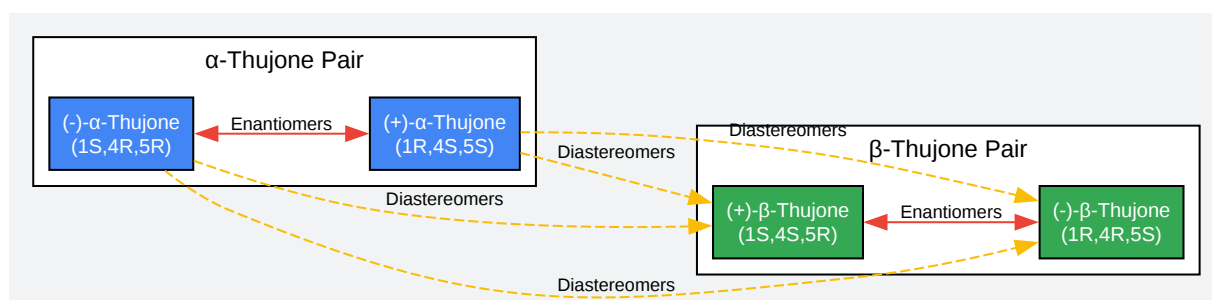 α-Thujone Pair
(-)-α-Thujone
(1S,4R,5R)
Enantiomers
(+)-α-Thujone
(1R,4S,5S)
Diastereomers
β-Thujone Pair
Diastereomers
Diastereomers
(+)-β-Thujone
(1S,4S,5R)
Enantiomers
(-)-β-Thujone
(1R,4R,5S)
Diastereomers